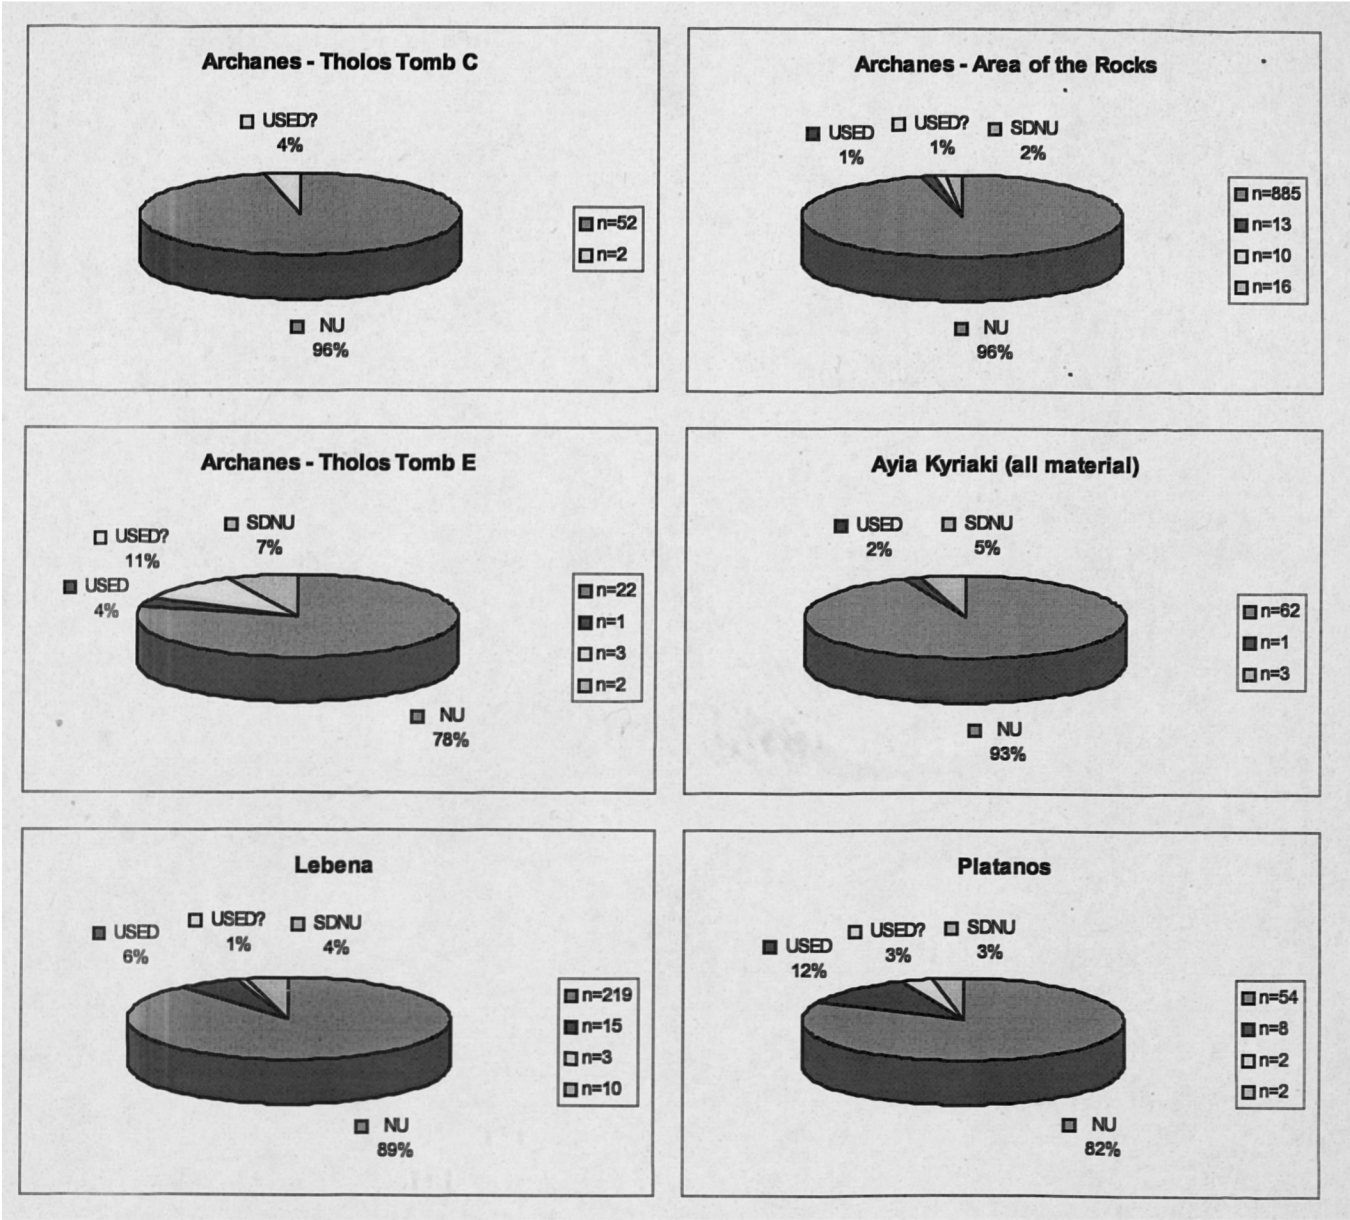 Archanes - Tholos Tomb C
USED?
4%
n=52
n=2
NU
96%
Archanes - Area of the Rocks
USED
1%
USED?
1%
SDNU
2%
n=885
n=13
n=10
n=16
NU
96%
Archanes - Tholos Tomb E
USED?
11%
SDNU
7%
USED
4%
n=22
n=1
n=3
n=2
NU
78%
Ayia Kyriaki (all material)
USED
2%
SDNU
5%
n=62
n=1
n=3
NU
93%
Lebena
USED
6%
USED?
1%
SDNU
4%
n=219
n=15
n=3
n=10
NU
89%
Platanos
USED
12%
USED?
3%
SDNU
3%
n=54
n=8
n=2
n=2
NU
82%